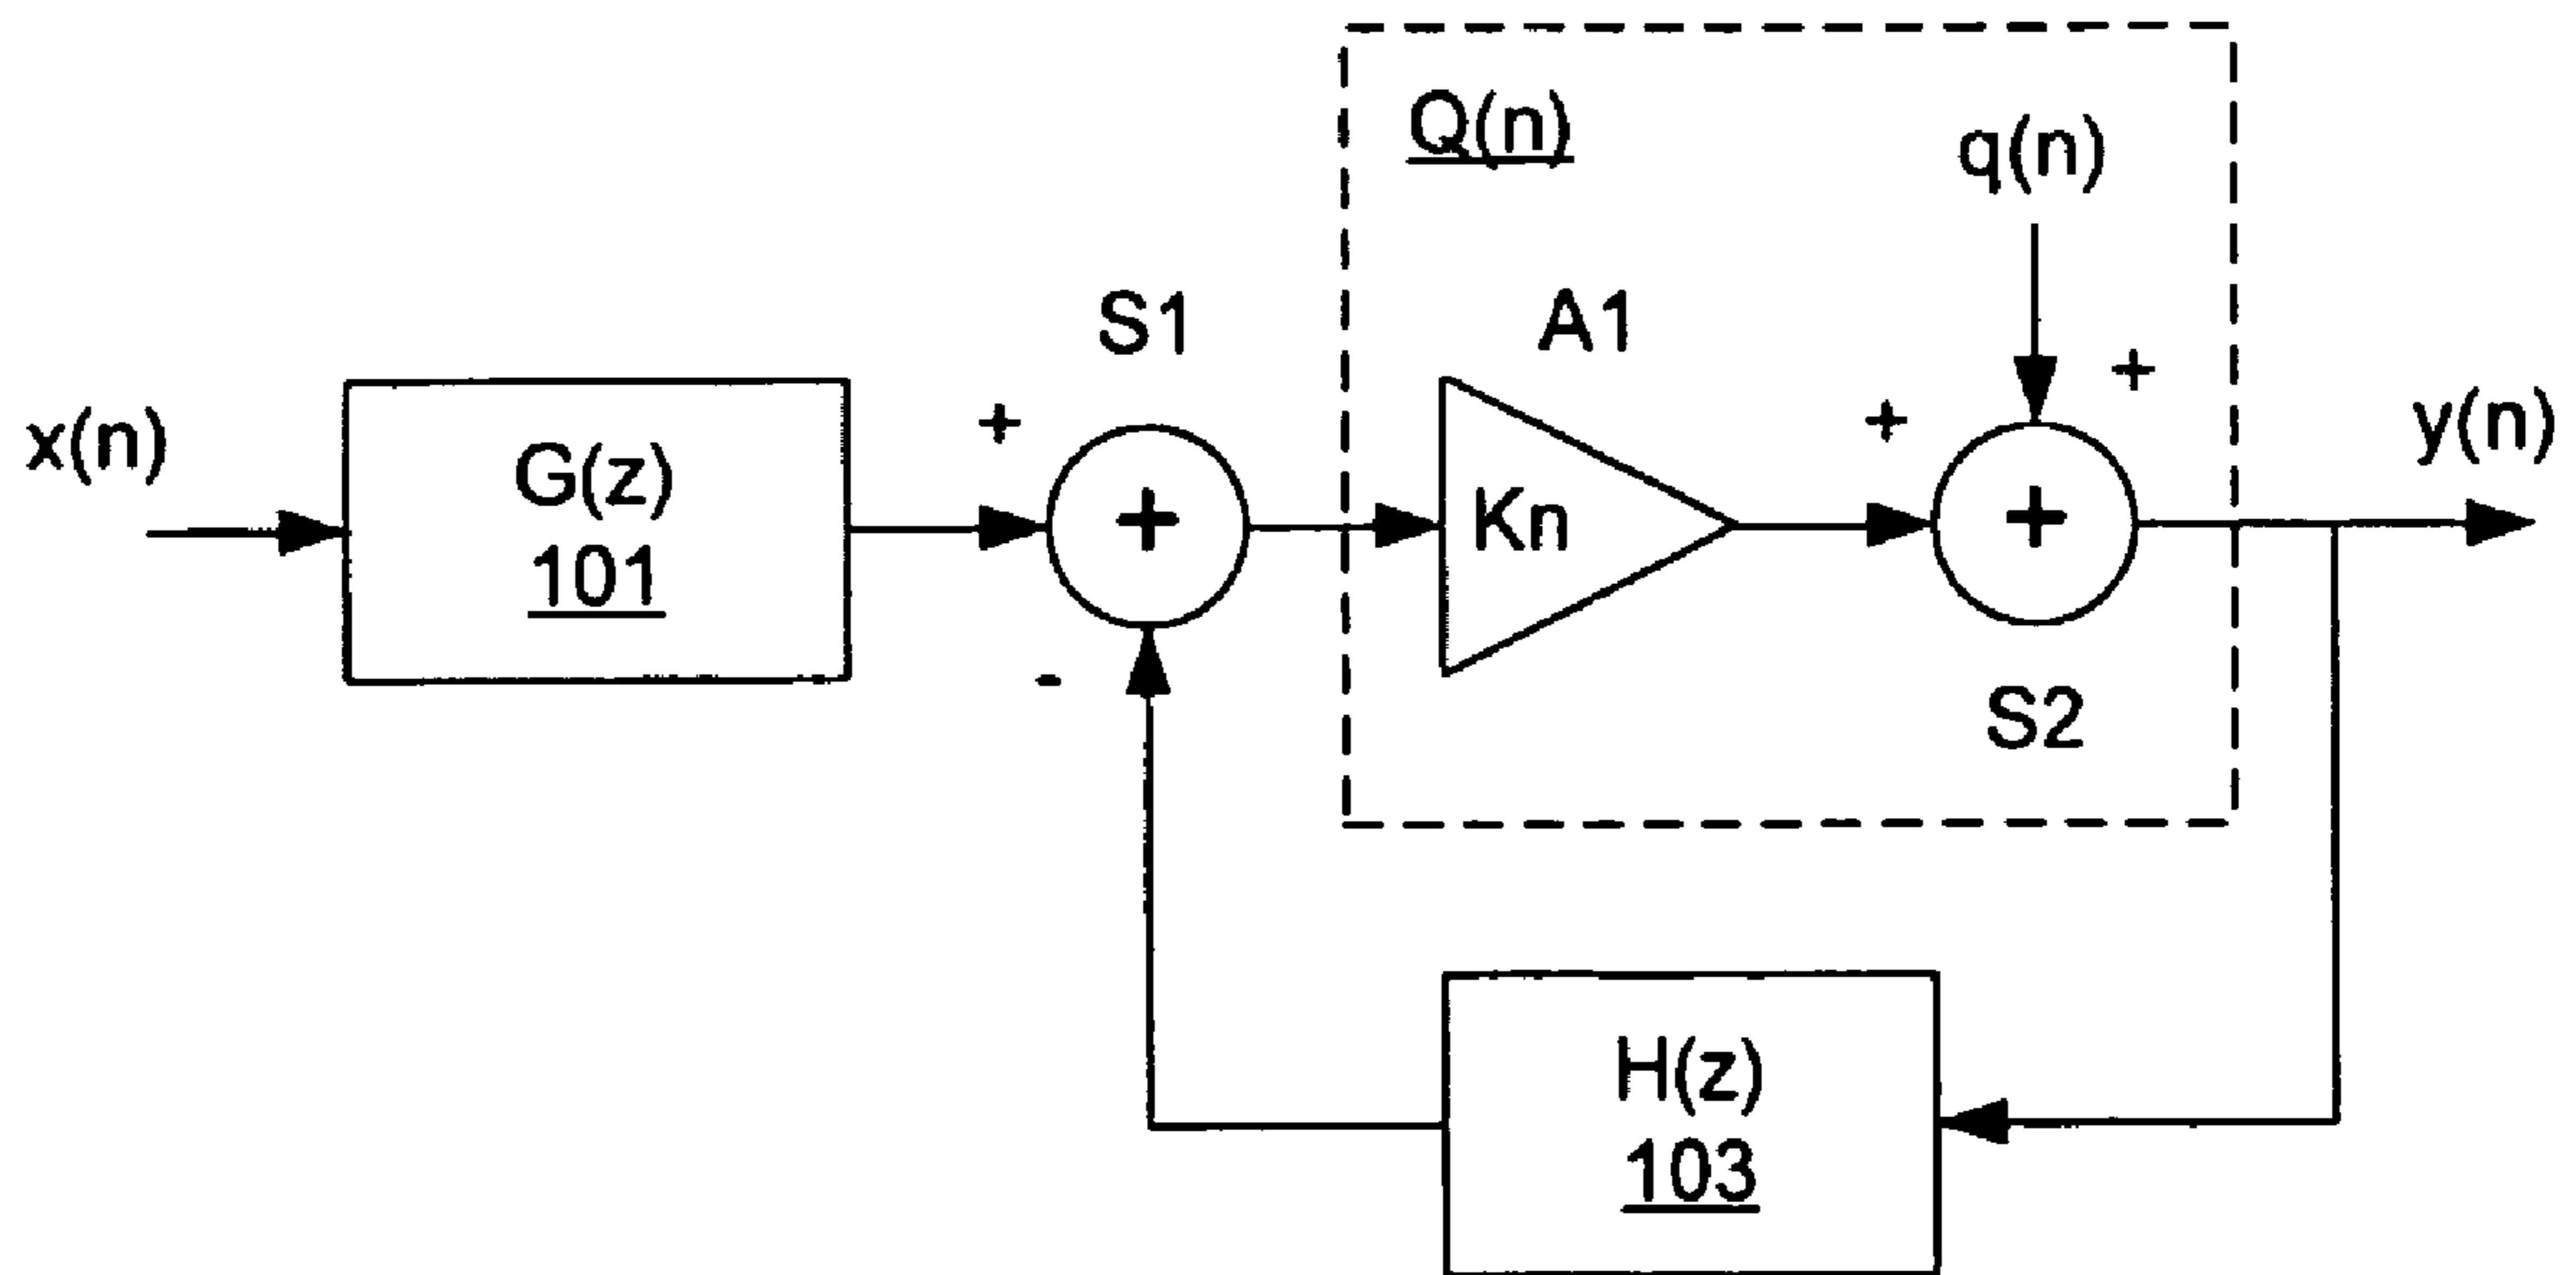 Q(n)
q(n)
S1
A1
+
x(n)
G(z)
101
+
+
+
Kn
+
+
y(n)
-
S2
H(z)
103